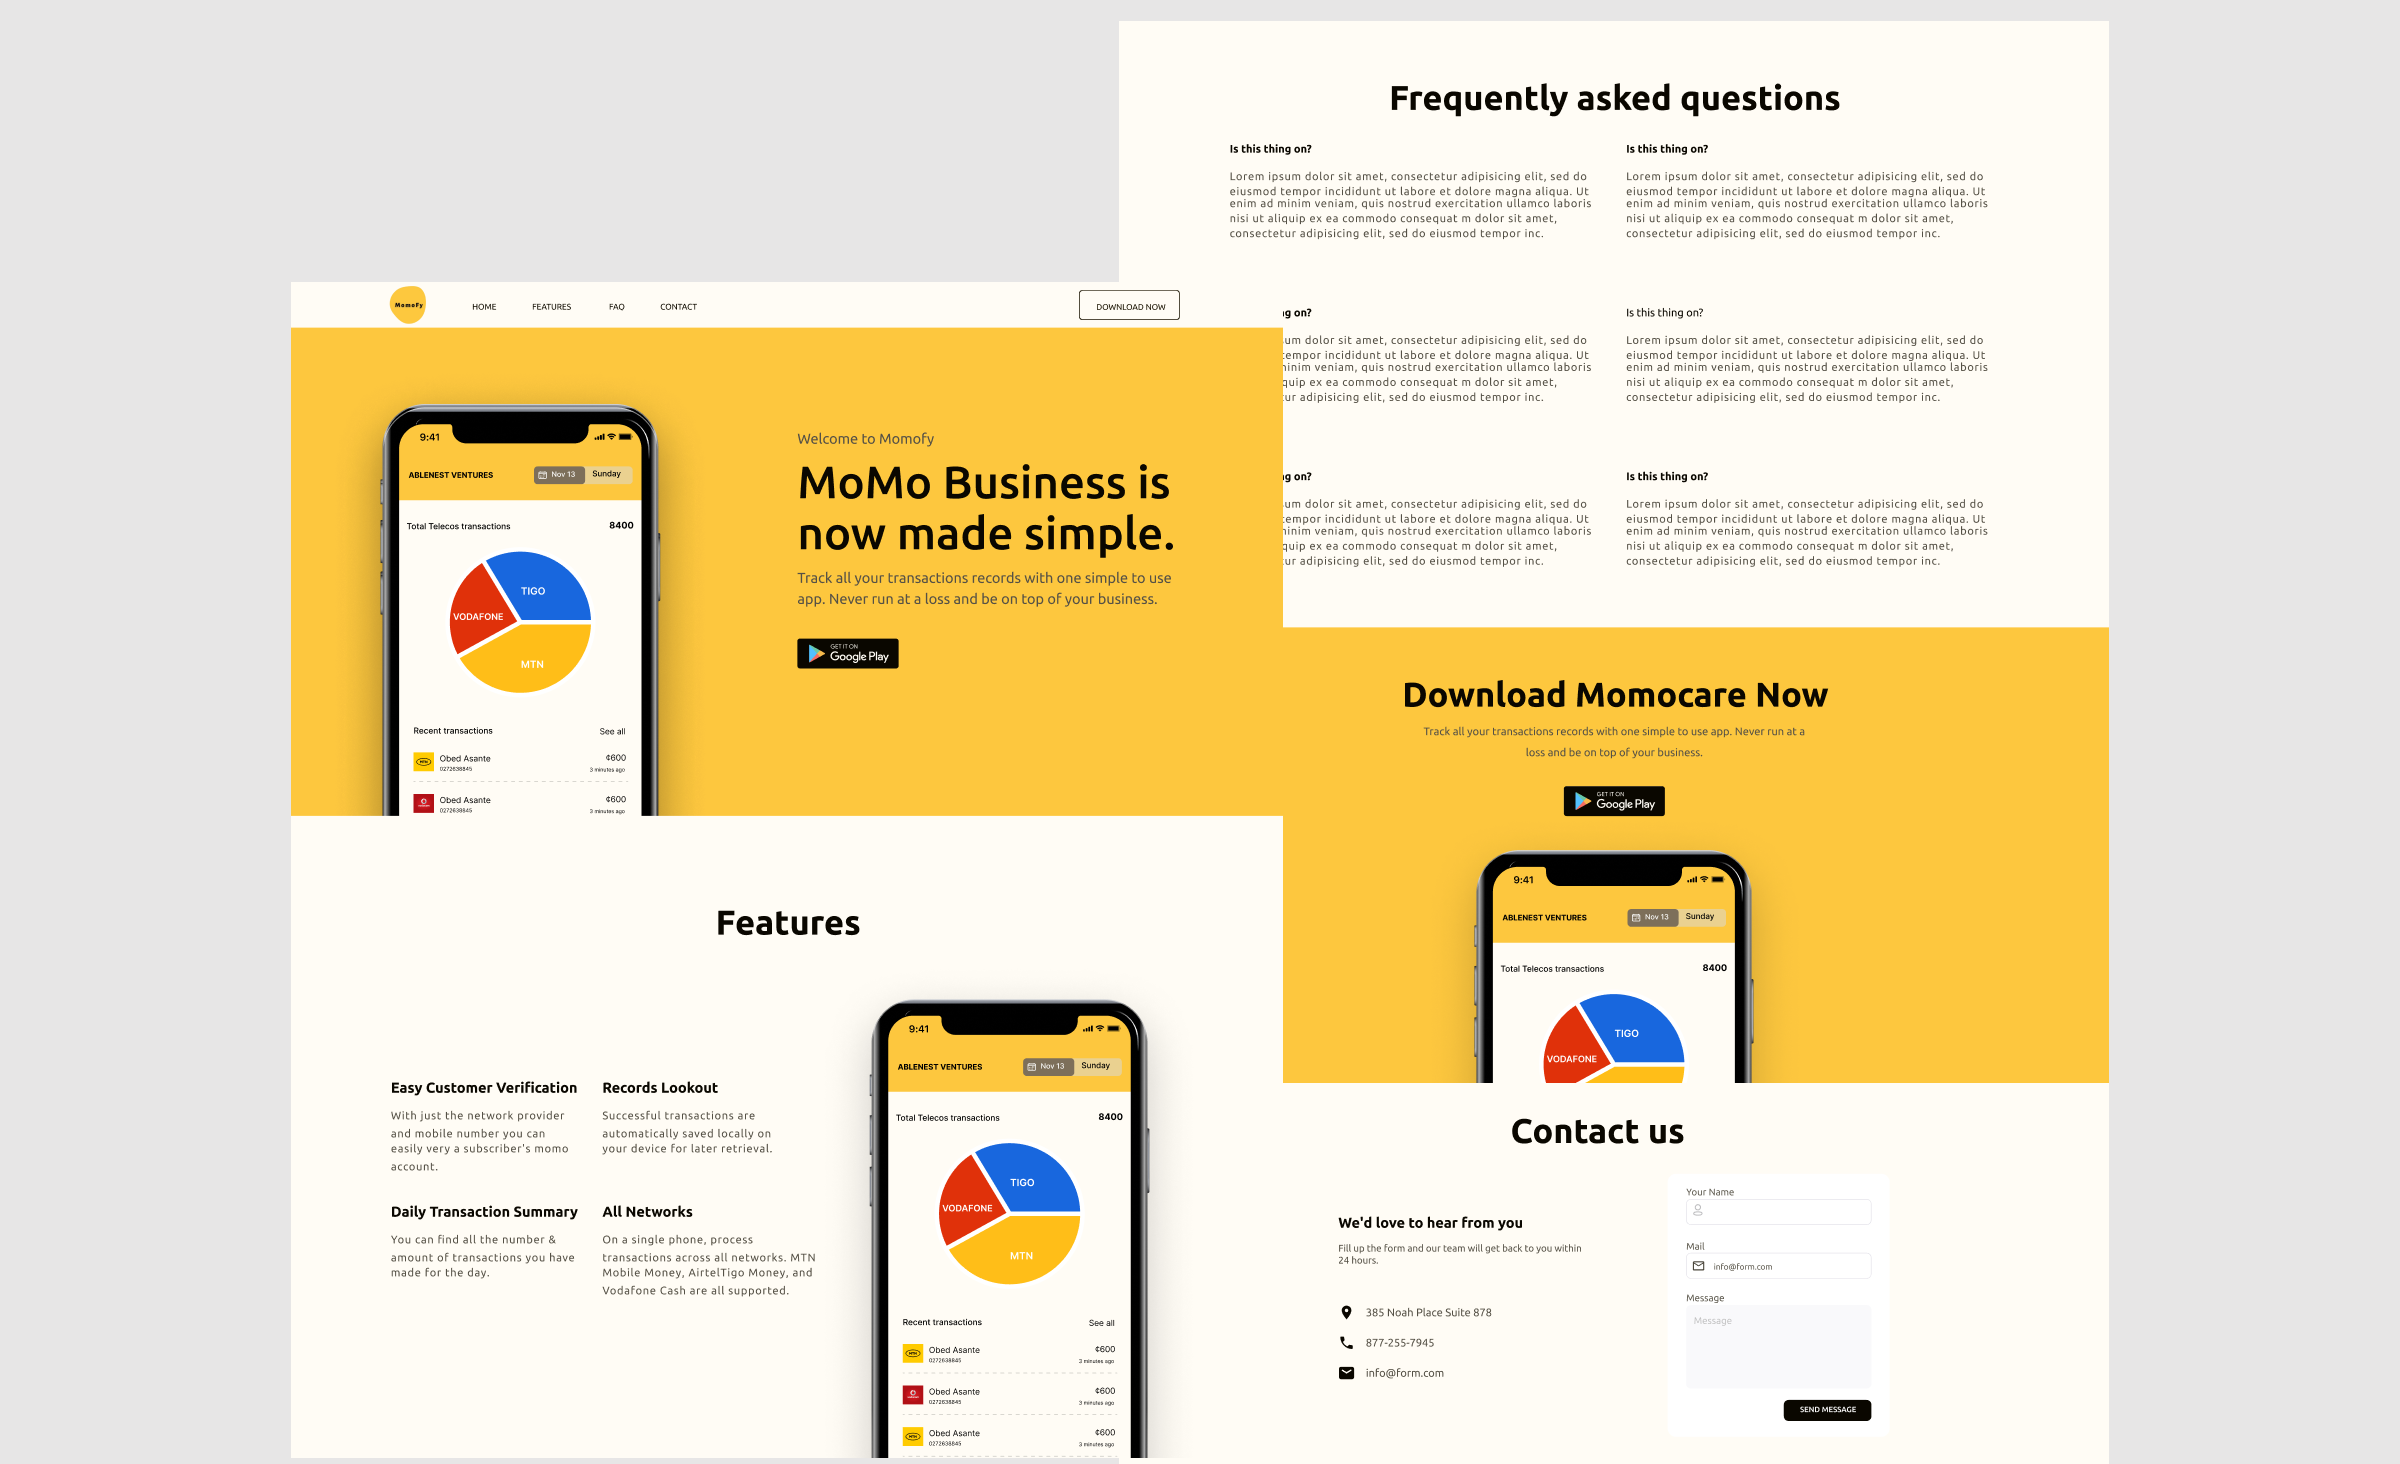 MomoFy
HOME
FEATURES
FAQ
CONTACT
DOWNLOAD NOW
9:41
ABLENEST VENTURES
Nov 13
Sunday
Total Telecos transactions
8400
TIGO
VODAFONE
MTN
Recent transactions
See all
Obed Asante
¢600
0272638845
3 minutes ago
Obed Asante
¢600
0272638845
3 minutes ago
Welcome to Momofy
MoMo Business is
now made simple.
Track all your transactions records with one simple to use
app. Never run at a loss and be on top of your business.
GET IT ON
Google Play
Features
Easy Customer Verification
With just the network provider
and mobile number you can
easily very a subscriber's momo
account.
Records Lookout
Successful transactions are
automatically saved locally on
your device for later retrieval.
Daily Transaction Summary
You can find all the number &
amount of transactions you have
made for the day.
All Networks
On a single phone, process
transactions across all networks. MTN
Mobile Money, AirtelTigo Money, and
Vodafone Cash are all supported.
9:41
ABLENEST VENTURES
Nov 13
Sunday
Total Telecos transactions
8400
TIGO
VODAFONE
MTN
Recent transactions
See all
MTN
Obed Asante
¢600
0272638845
3 minutes ago
Obed Asante
¢600
0272638845
3 minutes ago
MTN
Obed Asante
¢600
0272638845
3 minutes ago
Frequently asked questions
Is this thing on?
Lorem ipsum dolor sit amet, consectetur adipisicing elit, sed do
eiusmod tempor incididunt ut labore et dolore magna aliqua. Ut
enim ad minim veniam, quis nostrud exercitation ullamco laboris
nisi ut aliquip ex ea commodo consequat m dolor sit amet,
consectetur adipisicing elit, sed do eiusmod tempor inc.
Is this thing on?
Lorem ipsum dolor sit amet, consectetur adipisicing elit, sed do
eiusmod tempor incididunt ut labore et dolore magna aliqua. Ut
enim ad minim veniam, quis nostrud exercitation ullamco laboris
nisi ut aliquip ex ea commodo consequat m dolor sit amet,
consectetur adipisicing elit, sed do eiusmod tempor inc.
g on?
um dolor sit amet, consectetur adipisicing elit, sed do
empor incididunt ut labore et dolore magna aliqua. Ut
inim veniam, quis nostrud exercitation ullamco laboris
quip ex ea commodo consequat m dolor sit amet,
ur adipisicing elit, sed do eiusmod tempor inc.
Is this thing on?
Lorem ipsum dolor sit amet, consectetur adipisicing elit, sed do
eiusmod tempor incididunt ut labore et dolore magna aliqua. Ut
enim ad minim veniam, quis nostrud exercitation ullamco laboris
nisi ut aliquip ex ea commodo consequat m dolor sit amet,
consectetur adipisicing elit, sed do eiusmod tempor inc.
g on?
um dolor sit amet, consectetur adipisicing elit, sed do
empor incididunt ut labore et dolore magna aliqua. Ut
inim veniam, quis nostrud exercitation ullamco laboris
quip ex ea commodo consequat m dolor sit amet,
ur adipisicing elit, sed do eiusmod tempor inc.
Is this thing on?
Lorem ipsum dolor sit amet, consectetur adipisicing elit, sed do
eiusmod tempor incididunt ut labore et dolore magna aliqua. Ut
enim ad minim veniam, quis nostrud exercitation ullamco laboris
nisi ut aliquip ex ea commodo consequat m dolor sit amet,
consectetur adipisicing elit, sed do eiusmod tempor inc.
Download Momocare Now
Track all your transactions records with one simple to use app. Never run at a
loss and be on top of your business.
GET IT ON
Google Play
9:41
ABLENEST VENTURES
Nov 13
Sunday
Total Telecos transactions
8400
TIGO
VODAFONE
Contact us
We'd love to hear from you
Fill up the form and our team will get back to you within
24 hours.
385 Noah Place Suite 878
877-255-7945
info@form.com
Your Name
Mail
info@form.com
Message
Message
SEND MESSAGE